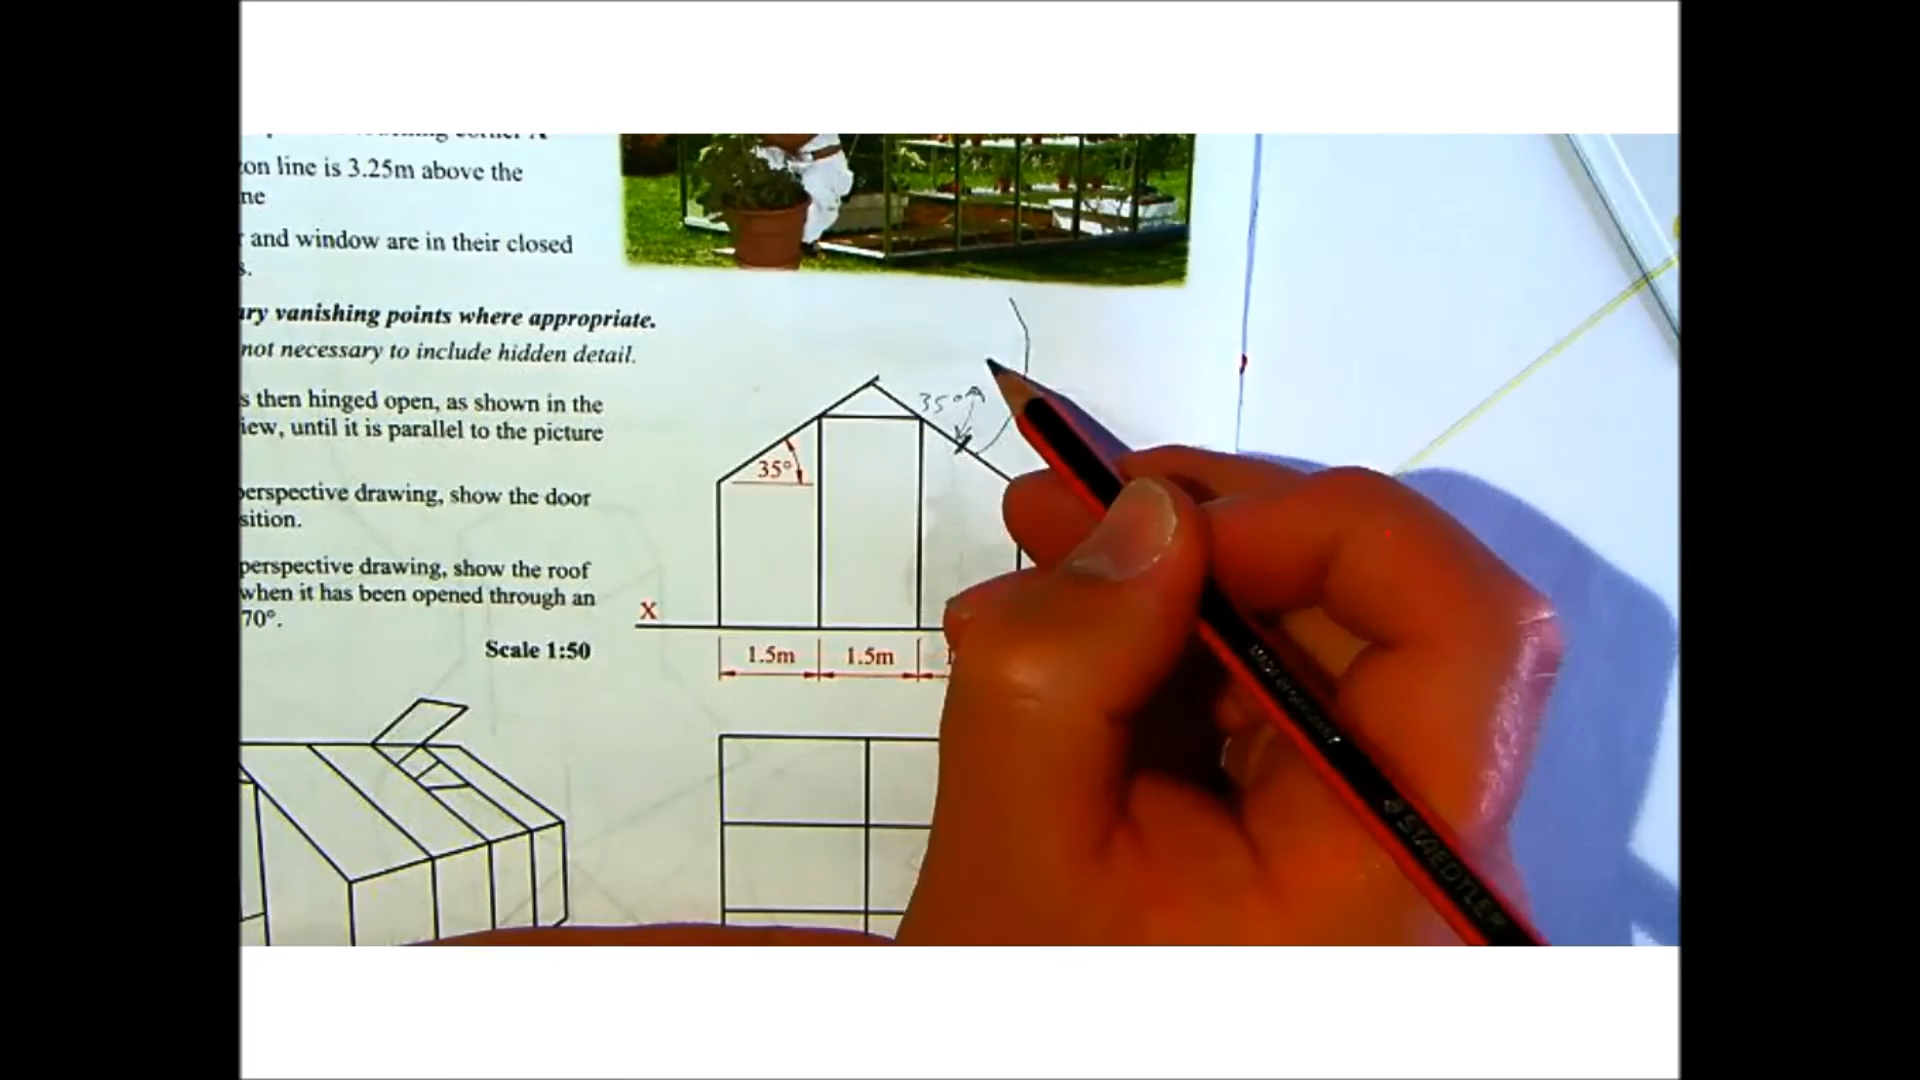 on line is 3.25m above the
ne
and window are in their closed
s.
ary vanishing points where appropriate.
not necessary to include hidden detail.
s then hinged open, as shown in the
iew, until it is parallel to the picture
perspective drawing, show the door
sition.
perspective drawing, show the roof
when it has been opened through an
70°.
Scale 1:50
35°
35°
X
1.5m
1.5m
STAEDTLER